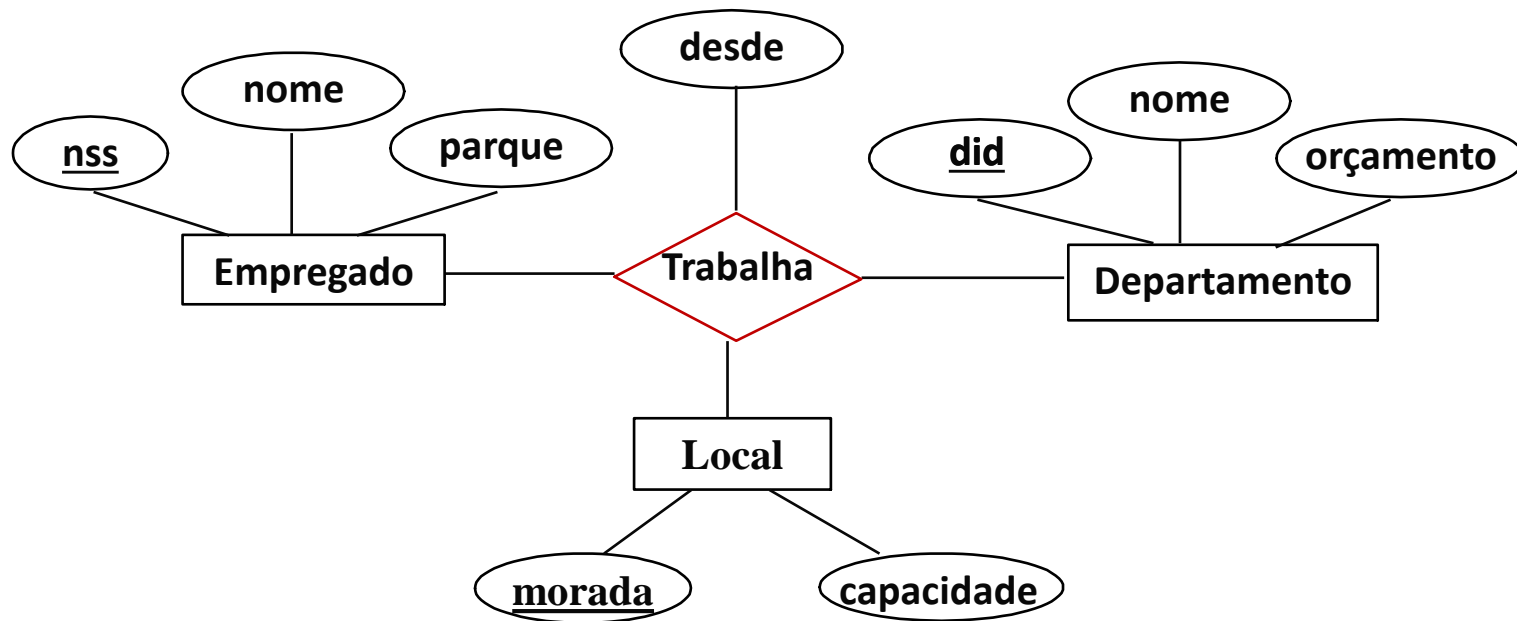 desde
nome
nome
nss
parque
did
orçamento
Empregado
Trabalha
Departamento
Local
morada
capacidade